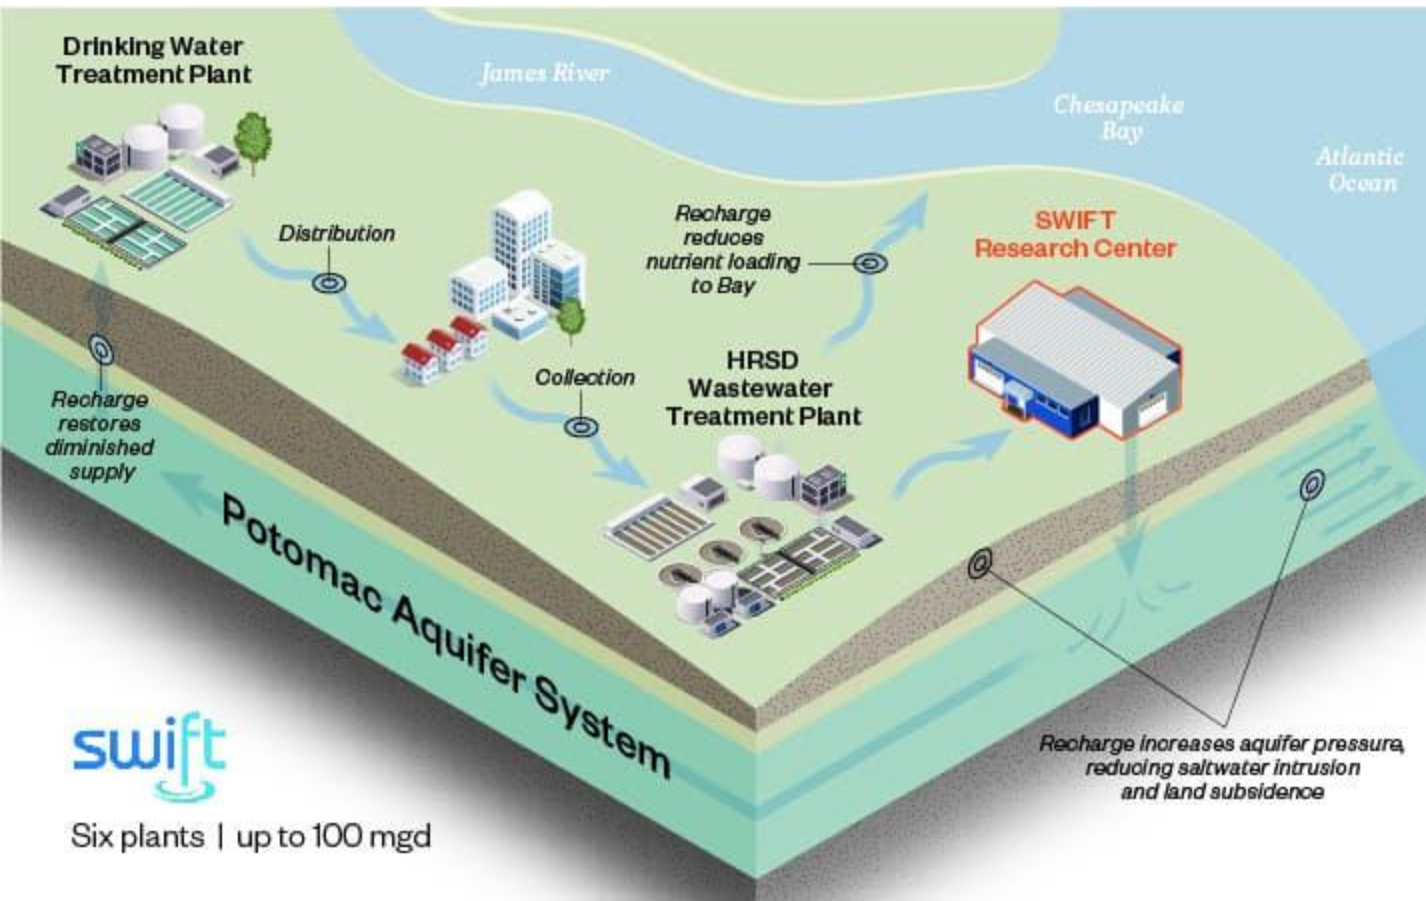 Drinking Water
Treatment Plant
James River
Chesapeake
Bay
Atlantic
Ocean
Distribution
Recharge
reduces
nutrient loading
to Bay
SWIFT
Research Center
Collection
HRSD
Wastewater
Treatment Plant
Recharge
restores
diminished
supply
Potomac Aquifer System
Recharge increases aquifer pressure,
reducing saltwater intrusion
and land subsidence
swift
Six plants | up to 100 mgd